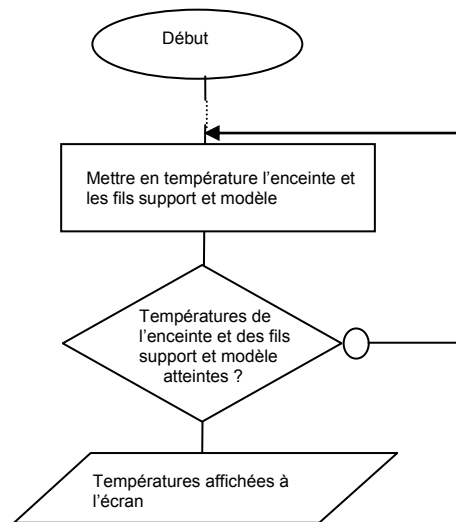 Début
Mettre en température l'enceinte et
les fils support et modèle
Températures de
l'enceinte et des fils
support et modèle
atteintes ?
Températures affichées à
l'écran